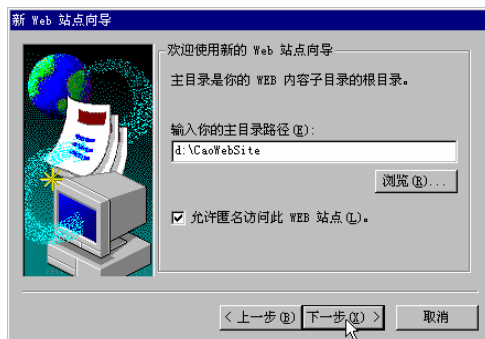 新 Web 站点向导
欢迎使用新的 Web 站点向导
主目录是你的 WEB 内容子目录的根目录。
输入你的主目录路径(E):
d:\CaoWebSite
浏览(R)...
允许匿名访问此 WEB 站点(L)。
< 上一步(B) 下一步(X) > 取消